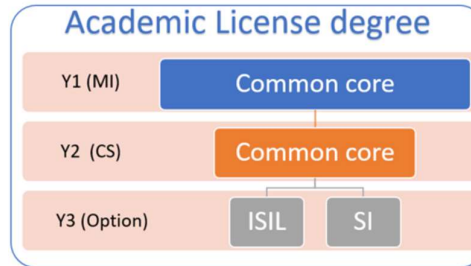 Academic License degree
Y1 (MI) Common core
Y2 (CS) Common core
Y3 (Option) ISIL SI